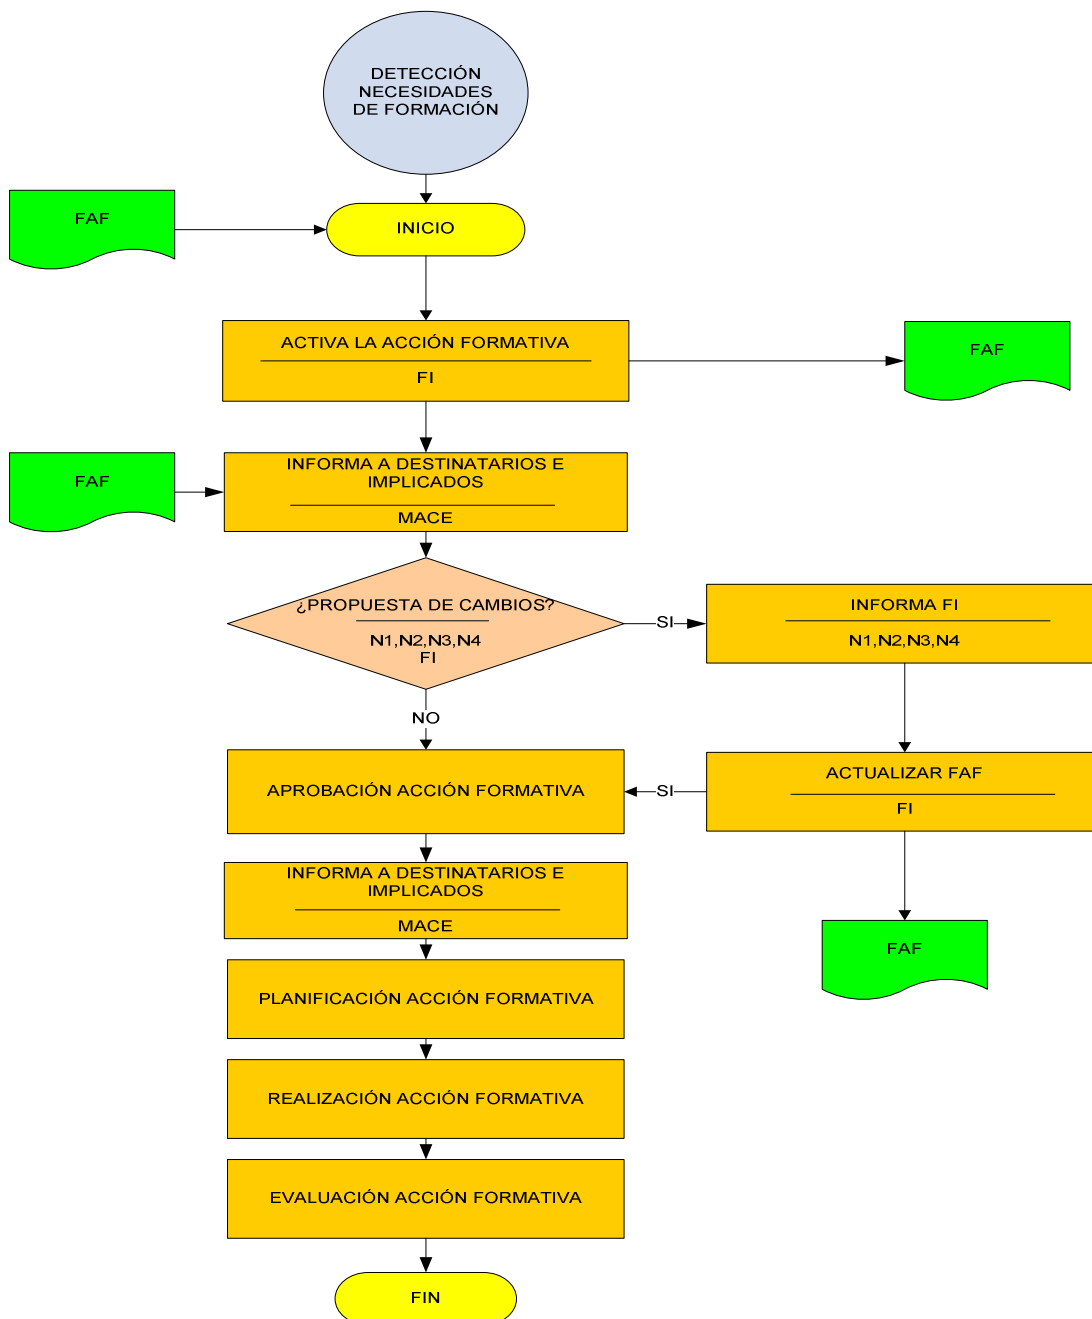 DETECCIÓN
NECESIDADES
DE FORMACIÓN
FAF
INICIO
ACTIVA LA ACCIÓN FORMATIVA
FI
FAF
FAF
INFORMA A DESTINATARIOS E
IMPLICADOS
MACE
¿PROPUESTA DE CAMBIOS?
N1,N2,N3,N4
FI
SI
INFORMA FI
N1,N2,N3,N4
NO
APROBACIÓN ACCIÓN FORMATIVA
SI
ACTUALIZAR FAF
FI
INFORMA A DESTINATARIOS E
IMPLICADOS
MACE
FAF
PLANIFICACIÓN ACCIÓN FORMATIVA
REALIZACIÓN ACCIÓN FORMATIVA
EVALUACIÓN ACCIÓN FORMATIVA
FIN